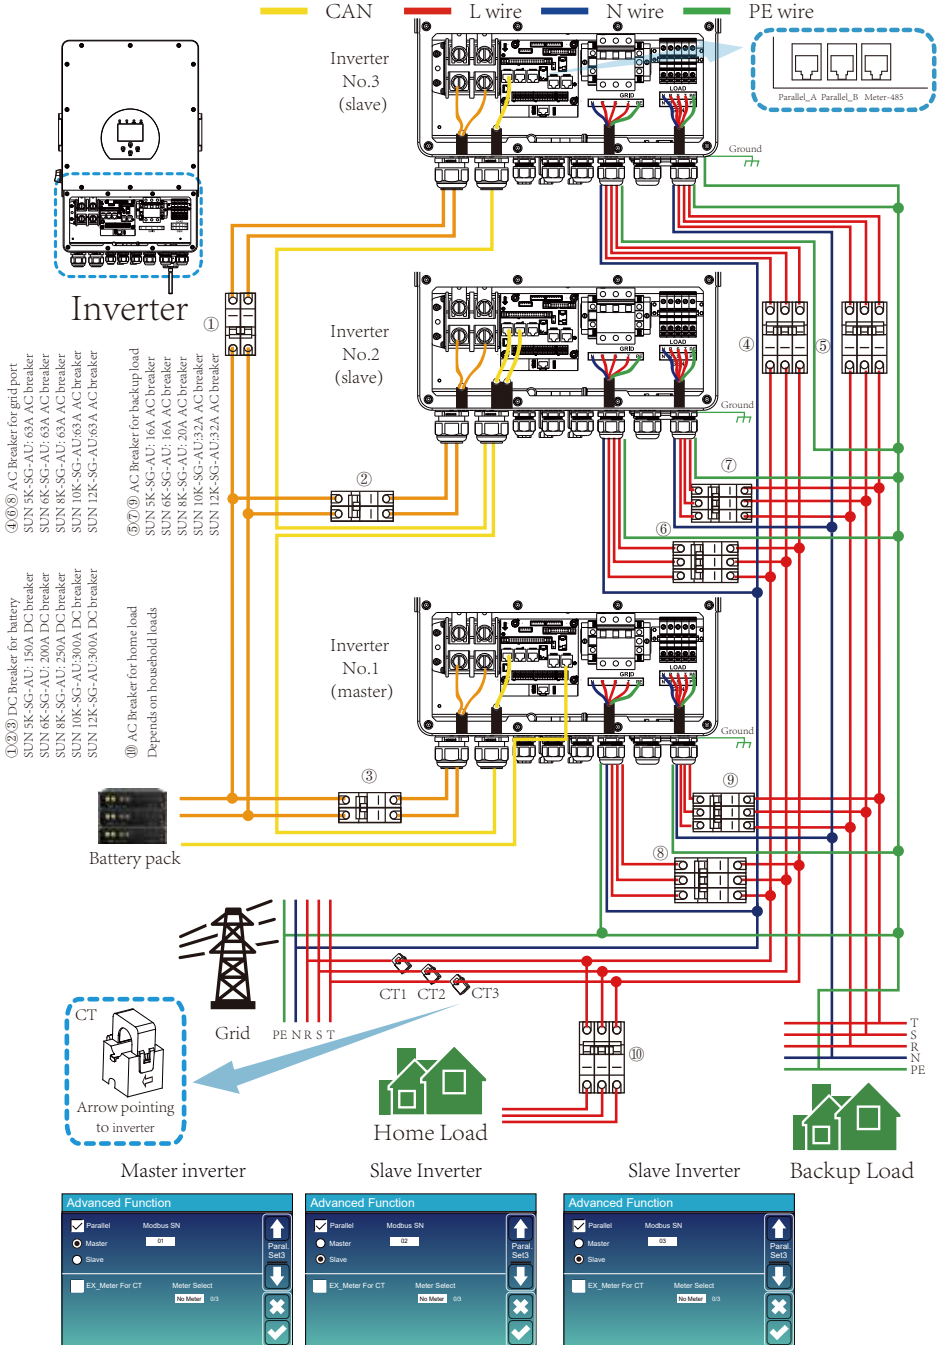 CAN
L wire
N wire
PE wire
Inverter
No.3
(slave)
GRID
LOAD
Ground
Parallel_A
Parallel_B
Meter-485
Inverter
①
Inverter
No.2
(slave)
GRID
LOAD
Ground
④
⑤
④⑥⑧ AC Breaker for grid port
SUN 5K-SG-AU: 63A AC breaker
SUN 6K-SG-AU: 63A AC breaker
SUN 8K-SG-AU: 63A AC breaker
SUN 10K-SG-AU:63A AC breaker
SUN 12K-SG-AU:63A AC breaker
⑤⑦⑨ AC Breaker for backup load
SUN 5K-SG-AU: 16A AC breaker
SUN 6K-SG-AU: 16A AC breaker
SUN 8K-SG-AU: 20A AC breaker
SUN 10K-SG-AU:32A AC breaker
SUN 12K-SG-AU:32A AC breaker
②
⑦
⑥
①②③ DC Breaker for battery
SUN 5K-SG-AU: 150A DC breaker
SUN 6K-SG-AU: 200A DC breaker
SUN 8K-SG-AU: 250A DC breaker
SUN 10K-SG-AU:300A DC breaker
SUN 12K-SG-AU:300A DC breaker
⑩ AC Breaker for home load
Depends on household loads
Inverter
No.1
(master)
GRID
LOAD
Ground
③
⑨
⑧
Battery pack
CT1
CT2
CT3
Grid
PE N R S T
CT
Arrow pointing
to inverter
⑩
T
S
R
N
PE
Home Load
Backup Load
Master inverter
Advanced Function
Parallel
Modbus SN
Master
01
Slave
Paral.
Set3
EX_Meter For CT
Meter Select
No Meter
0/3
Slave Inverter
Advanced Function
Parallel
Modbus SN
Master
02
Slave
Paral.
Set3
EX_Meter For CT
Meter Select
No Meter
0/3
Slave Inverter
Advanced Function
Parallel
Modbus SN
Master
03
Slave
Paral.
Set3
EX_Meter For CT
Meter Select
No Meter
0/3